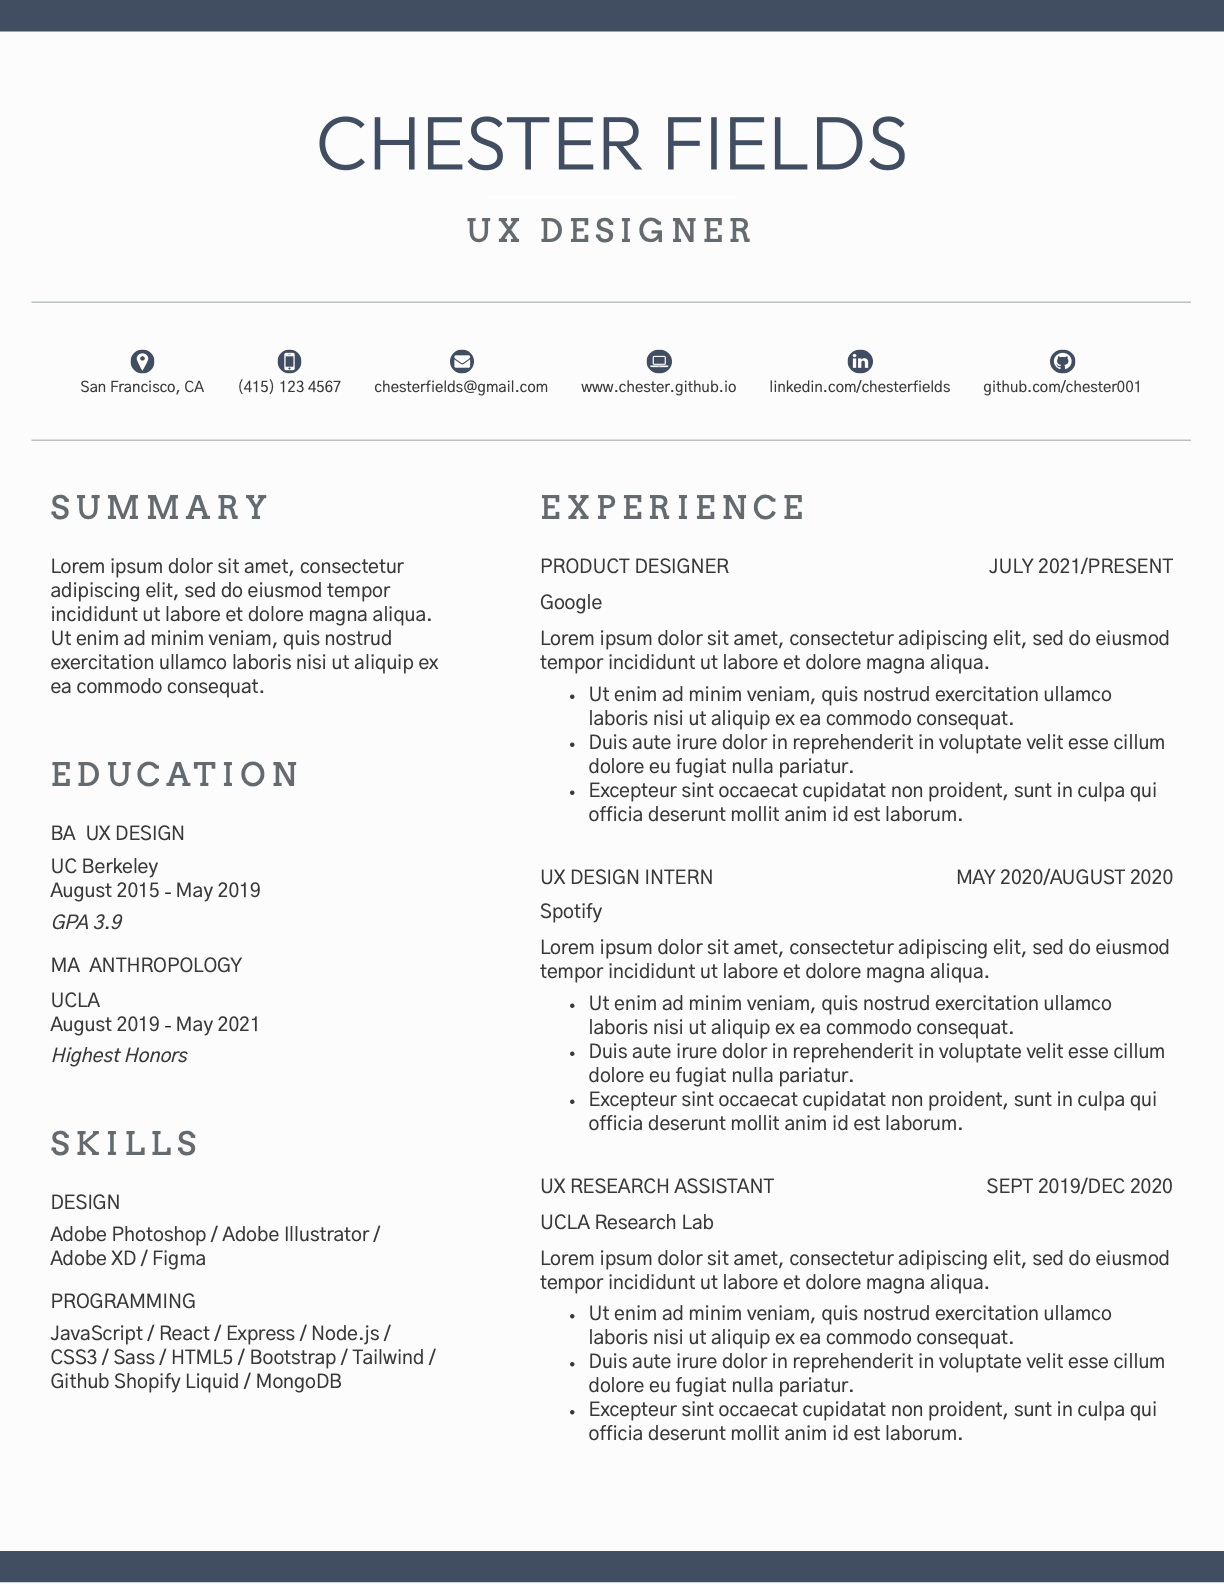 CHESTER FIELDS
UX DESIGNER
San Francisco, CA
(415) 123 4567
chesterfields@gmail.com
www.chester.github.io
linkedin.com/chesterfields
github.com/chester001
SUMMARY
Lorem ipsum dolor sit amet, consectetur
adipiscing elit, sed do eiusmod tempor
incididunt ut labore et dolore magna aliqua.
Ut enim ad minim veniam, quis nostrud
exercitation ullamco laboris nisi ut aliquip ex
ea commodo consequat.
EDUCATION
BA  UX DESIGN
UC Berkeley
August 2015 - May 2019
GPA 3.9
MA  ANTHROPOLOGY
UCLA
August 2019 - May 2021
Highest Honors
SKILLS
DESIGN
Adobe Photoshop / Adobe Illustrator /
Adobe XD / Figma
PROGRAMMING
JavaScript / React / Express / Node.js /
CSS3 / Sass / HTML5 / Bootstrap / Tailwind /
Github Shopify Liquid / MongoDB
EXPERIENCE
PRODUCT DESIGNER JULY 2021/PRESENT
Google
Lorem ipsum dolor sit amet, consectetur adipiscing elit, sed do eiusmod
tempor incididunt ut labore et dolore magna aliqua.
• Ut enim ad minim veniam, quis nostrud exercitation ullamco
laboris nisi ut aliquip ex ea commodo consequat.
• Duis aute irure dolor in reprehenderit in voluptate velit esse cillum
dolore eu fugiat nulla pariatur.
• Excepteur sint occaecat cupidatat non proident, sunt in culpa qui
officia deserunt mollit anim id est laborum.
UX DESIGN INTERN MAY 2020/AUGUST 2020
Spotify
Lorem ipsum dolor sit amet, consectetur adipiscing elit, sed do eiusmod
tempor incididunt ut labore et dolore magna aliqua.
• Ut enim ad minim veniam, quis nostrud exercitation ullamco
laboris nisi ut aliquip ex ea commodo consequat.
• Duis aute irure dolor in reprehenderit in voluptate velit esse cillum
dolore eu fugiat nulla pariatur.
• Excepteur sint occaecat cupidatat non proident, sunt in culpa qui
officia deserunt mollit anim id est laborum.
UX RESEARCH ASSISTANT SEPT 2019/DEC 2020
UCLA Research Lab
Lorem ipsum dolor sit amet, consectetur adipiscing elit, sed do eiusmod
tempor incididunt ut labore et dolore magna aliqua.
• Ut enim ad minim veniam, quis nostrud exercitation ullamco
laboris nisi ut aliquip ex ea commodo consequat.
• Duis aute irure dolor in reprehenderit in voluptate velit esse cillum
dolore eu fugiat nulla pariatur.
• Excepteur sint occaecat cupidatat non proident, sunt in culpa qui
officia deserunt mollit anim id est laborum.